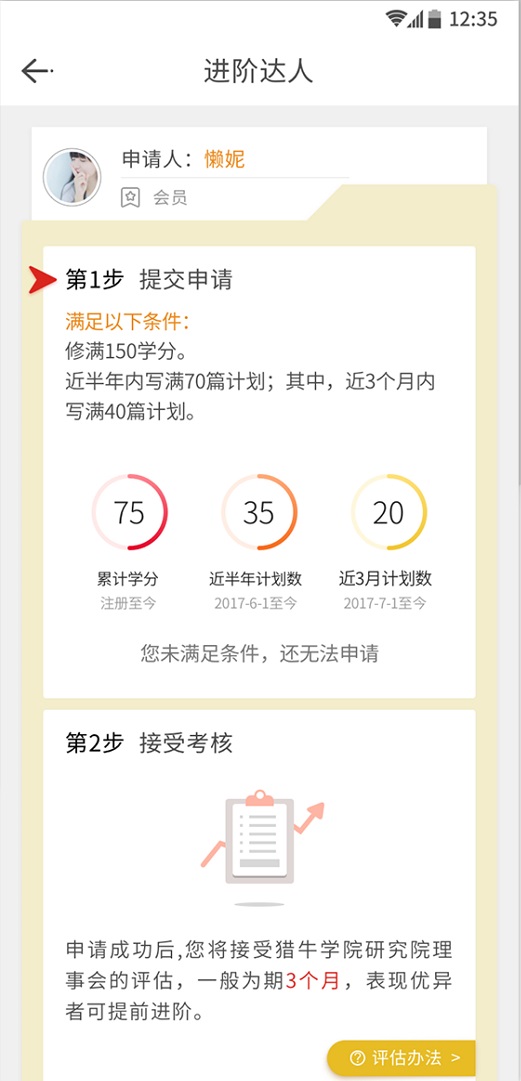 12:35
进阶达人
申请人：懒妮
会员
第1步 提交申请
满足以下条件：
修满150学分。
近半年内写满70篇计划；其中，近3个月内
写满40篇计划。
75 35 20
累计学分 近半年计划数 近3月计划数
注册至今 2017-6-1至今 2017-7-1至今
您未满足条件，还无法申请
第2步 接受考核
申请成功后,您将接受猎牛学院研究院理
事会的评估，一般为期3个月，表现优异
者可提前进阶。
评估办法 >